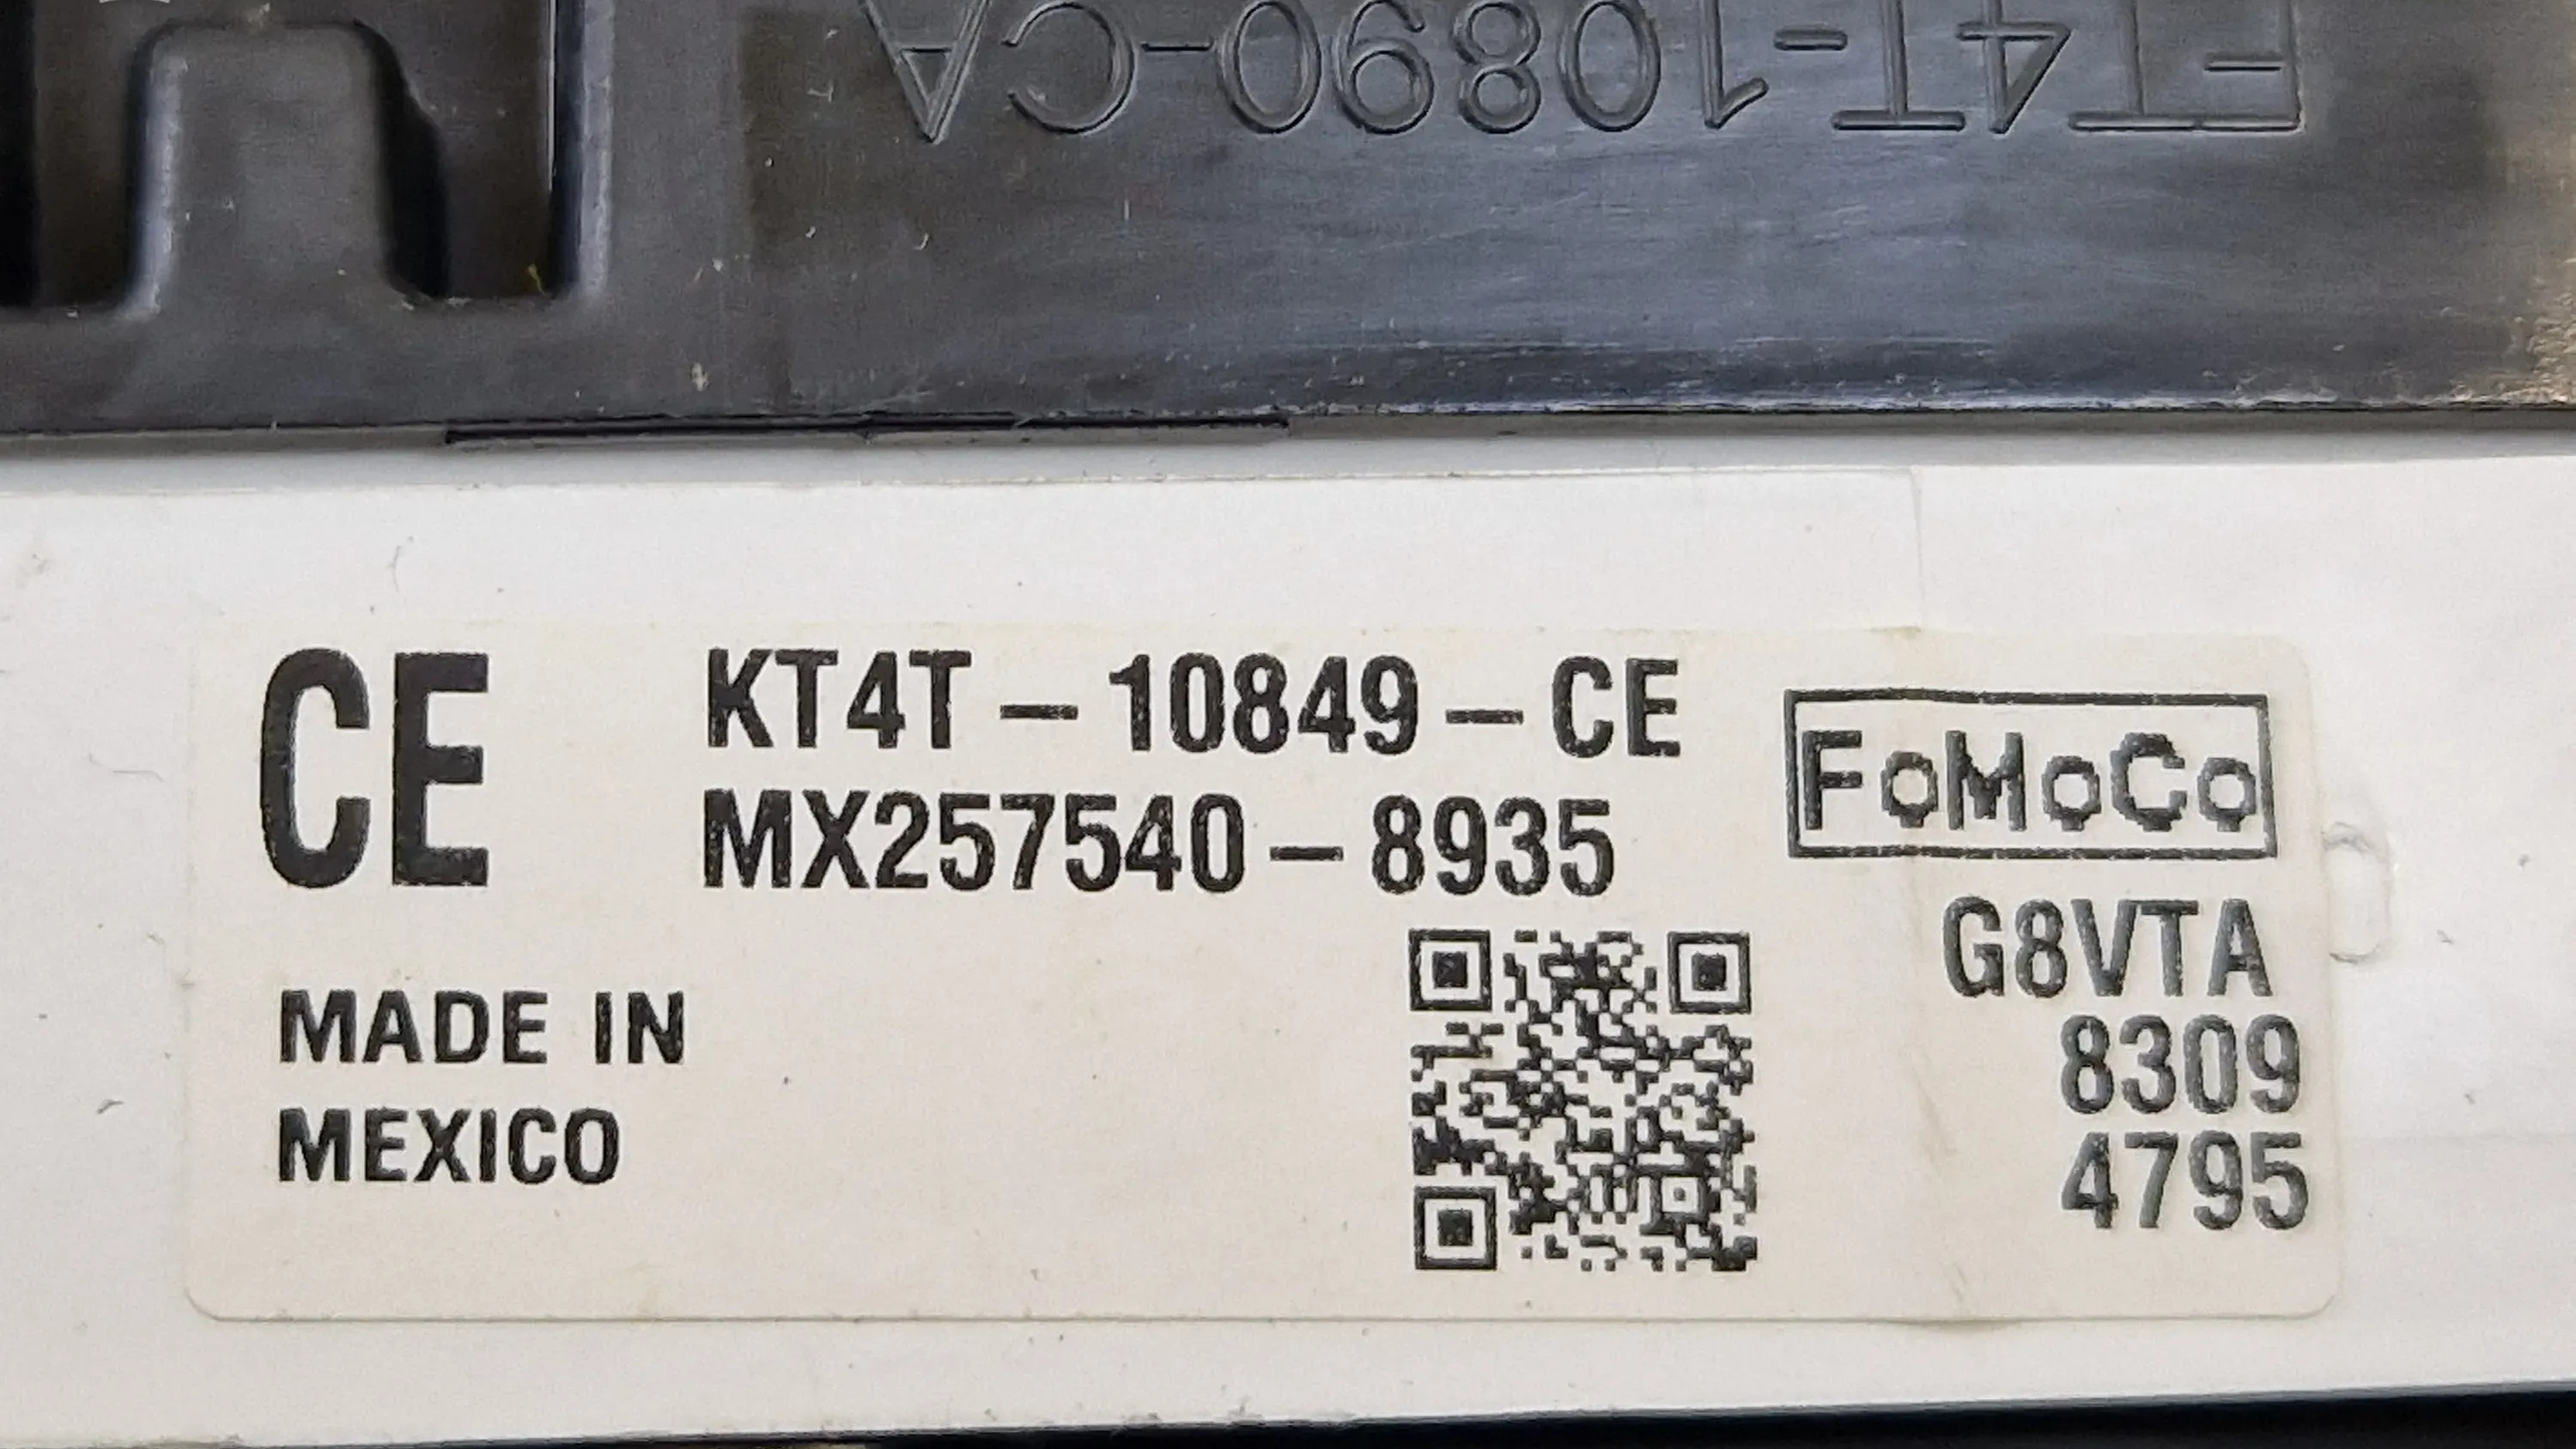 FT4T-10890-CA
CE
KT4T-10849-CE
MX257540-8935
FoMoCo
G8VTA
8309
4795
MADE IN
MEXICO